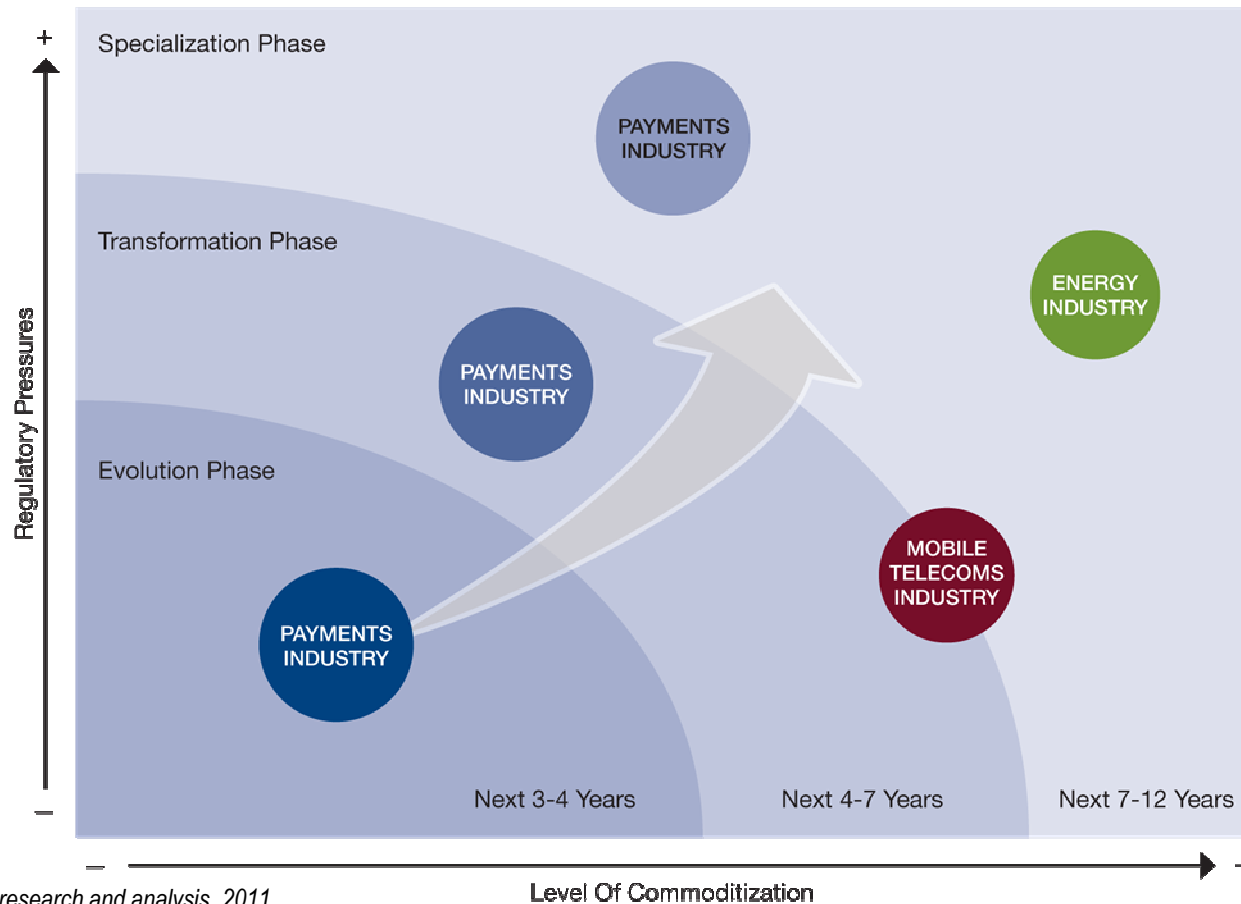 +
Specialization Phase
PAYMENTS
INDUSTRY
Transformation Phase
ENERGY
INDUSTRY
PAYMENTS
INDUSTRY
Evolution Phase
MOBILE
TELECOMS
INDUSTRY
PAYMENTS
INDUSTRY
Regulatory Pressures
Next 3-4 Years
Next 4-7 Years
Next 7-12 Years
–
–
Level Of Commoditization
research and analysis, 2011